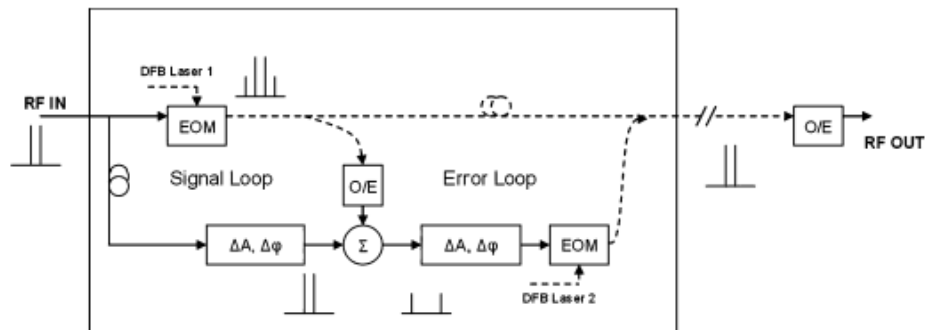 DFB Laser 1
RF IN
EOM
O/E
RF OUT
Signal Loop
O/E
Error Loop
ΔA, Δφ
Σ
ΔA, Δφ
EOM
DFB Laser 2